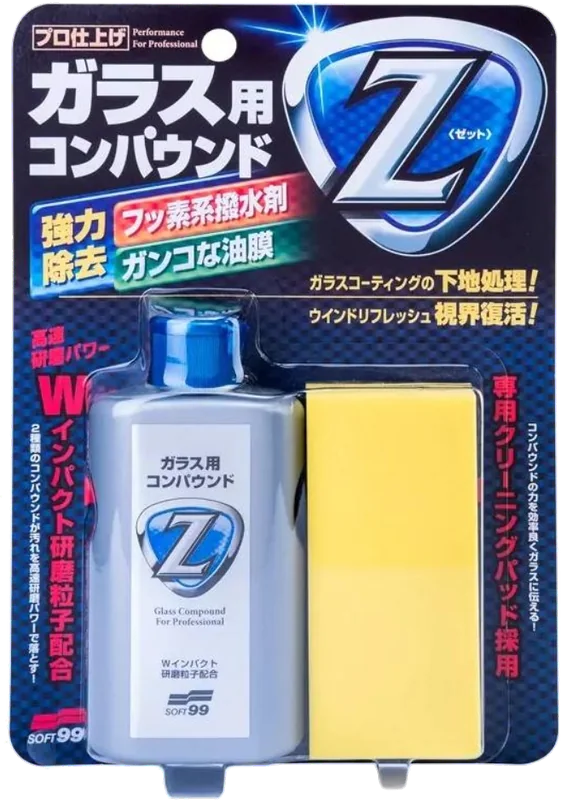 プロ仕上げ
Performance
For Professional
ガラス用
コンパウンド
Z
〈ゼット〉
強力
除去
フッ素系撥水剤
ガンコな油膜
ガラスコーティングの下地処理!
ウインドリフレッシュ視界復活!
高速
研磨パワー
Wインパクト研磨粒子配合
2種類のコンパウンドが汚れを高速研磨パワーで落とす!
ガラス用
コンパウンド
Z
Glass Compound
For Professional
Wインパクト
研磨粒子配合
SOFT99
専用クリーニングパッド採用
コンパウンドの力を効率良くガラスに伝える!
SOFT99